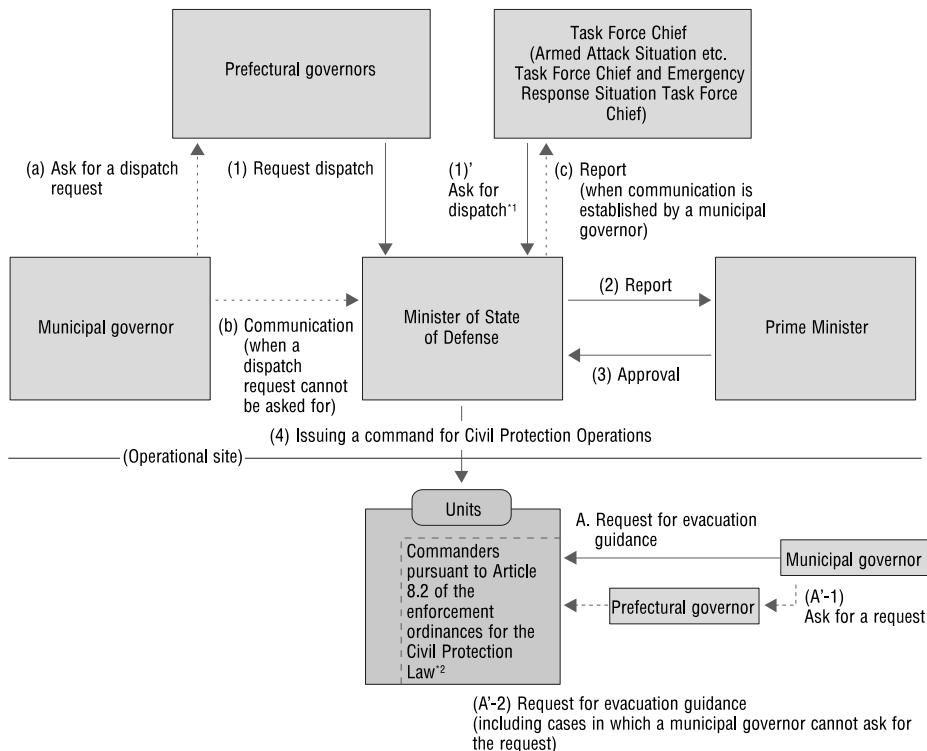 Prefectural governors
Task Force Chief
(Armed Attack Situation etc.
Task Force Chief and Emergency
Response Situation Task Force
Chief)
(a) Ask for a dispatch
request
(1) Request dispatch
(1)’
Ask for
dispatch*1
(c) Report
(when communication is
established by a municipal
governor)
Municipal governor
(b) Communication
(when a
dispatch
request cannot
be asked for)
Minister of State
of Defense
(2) Report
(3) Approval
Prime Minister
(4) Issuing a command for Civil Protection Operations
(Operational site)
Units
Commanders
pursuant to Article
8.2 of the
enforcement
ordinances for the
Civil Protection
Law*2
A. Request for evacuation
guidance
Municipal governor
Prefectural governor
(A’-1)
Ask for a request
(A’-2) Request for evacuation guidance
(including cases in which a municipal governor cannot ask for
the request)